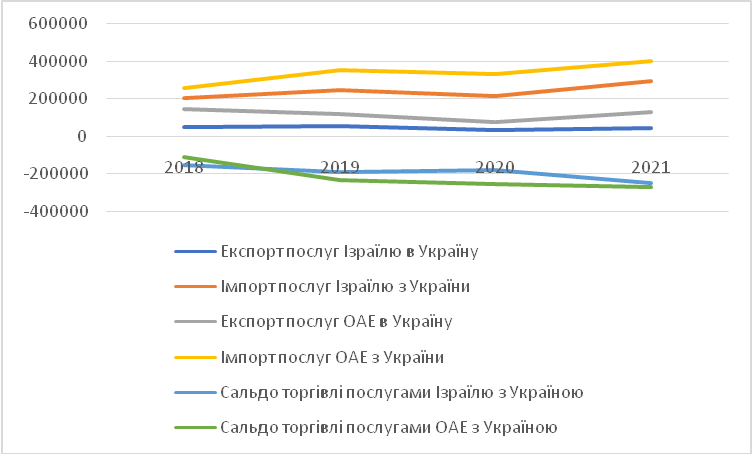 600000
400000
200000
0
-200000
-400000
2018 2019 2020 2021
Експорт послуг Ізраїлю в Україну
Імпорт послуг Ізраїлю з України
Експорт послуг ОАЕ в Україну
Імпорт послуг ОАЕ з України
Сальдо торгівлі послугами Ізраїлю з Україною
Сальдо торгівлі послугами ОАЕ з Україною